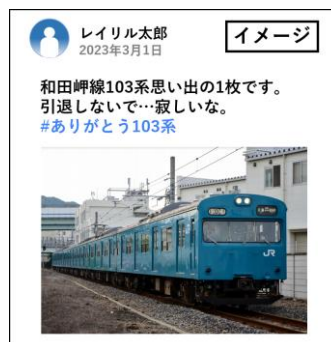 レイリル太郎
2023年3月1日
イメージ
和田岬線103系思い出の1枚です。
引退しないで…寂しいな。
#ありがとう103系
JR